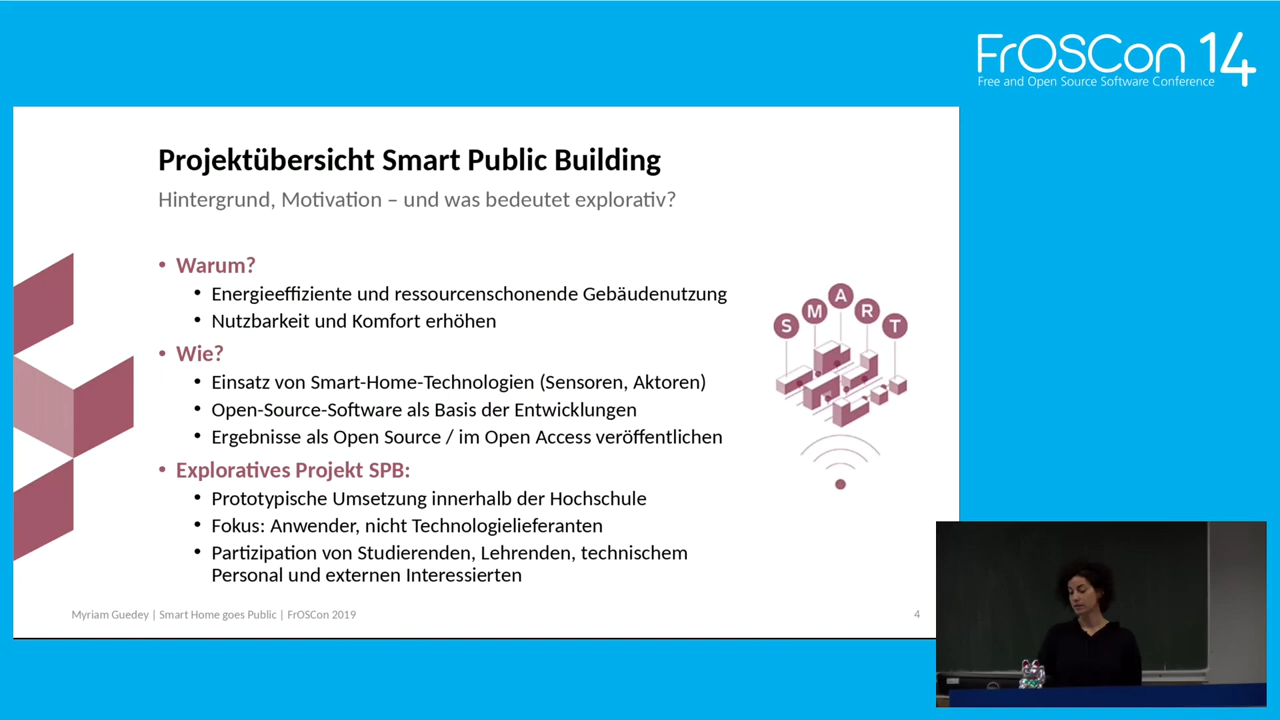 FrOSCon 14
Free and Open Source Software Conference
Projektübersicht Smart Public Building
Hintergrund, Motivation – und was bedeutet explorativ?
• Warum?
• Energieeffiziente und ressourcenschonende Gebäudenutzung
• Nutzbarkeit und Komfort erhöhen
• Wie?
• Einsatz von Smart-Home-Technologien (Sensoren, Aktoren)
• Open-Source-Software als Basis der Entwicklungen
• Ergebnisse als Open Source / im Open Access veröffentlichen
• Exploratives Projekt SPB:
• Prototypische Umsetzung innerhalb der Hochschule
• Fokus: Anwender, nicht Technologielieferanten
• Partizipation von Studierenden, Lehrenden, technischem
Personal und externen Interessierten
SMART
Myriam Guedey | Smart Home goes Public | FrOSCon 2019
4